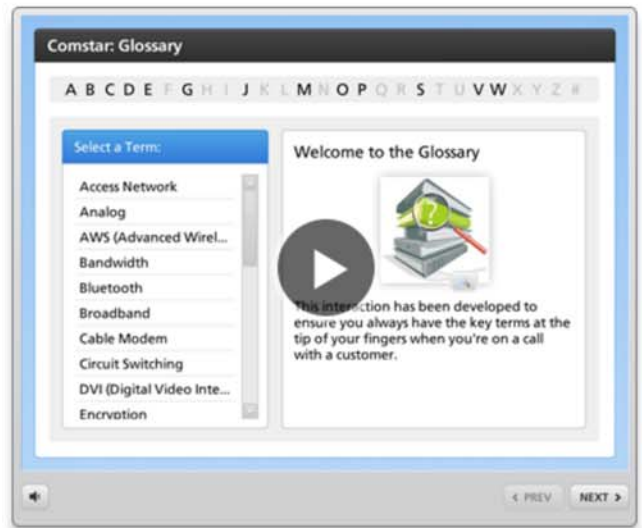 Comstar: Glossary
A B C D E F G H I J K L M N O P Q R S T U V W X Y Z #
Select a Term:
Access Network
Analog
AWS (Advanced Wirel...
Bandwidth
Bluetooth
Broadband
Cable Modem
Circuit Switching
DVI (Digital Video Inte...
Encryption
Welcome to the Glossary
This interaction has been developed to
ensure you always have the key terms at the
tip of your fingers when you're on a call
with a customer.
< PREV
NEXT >